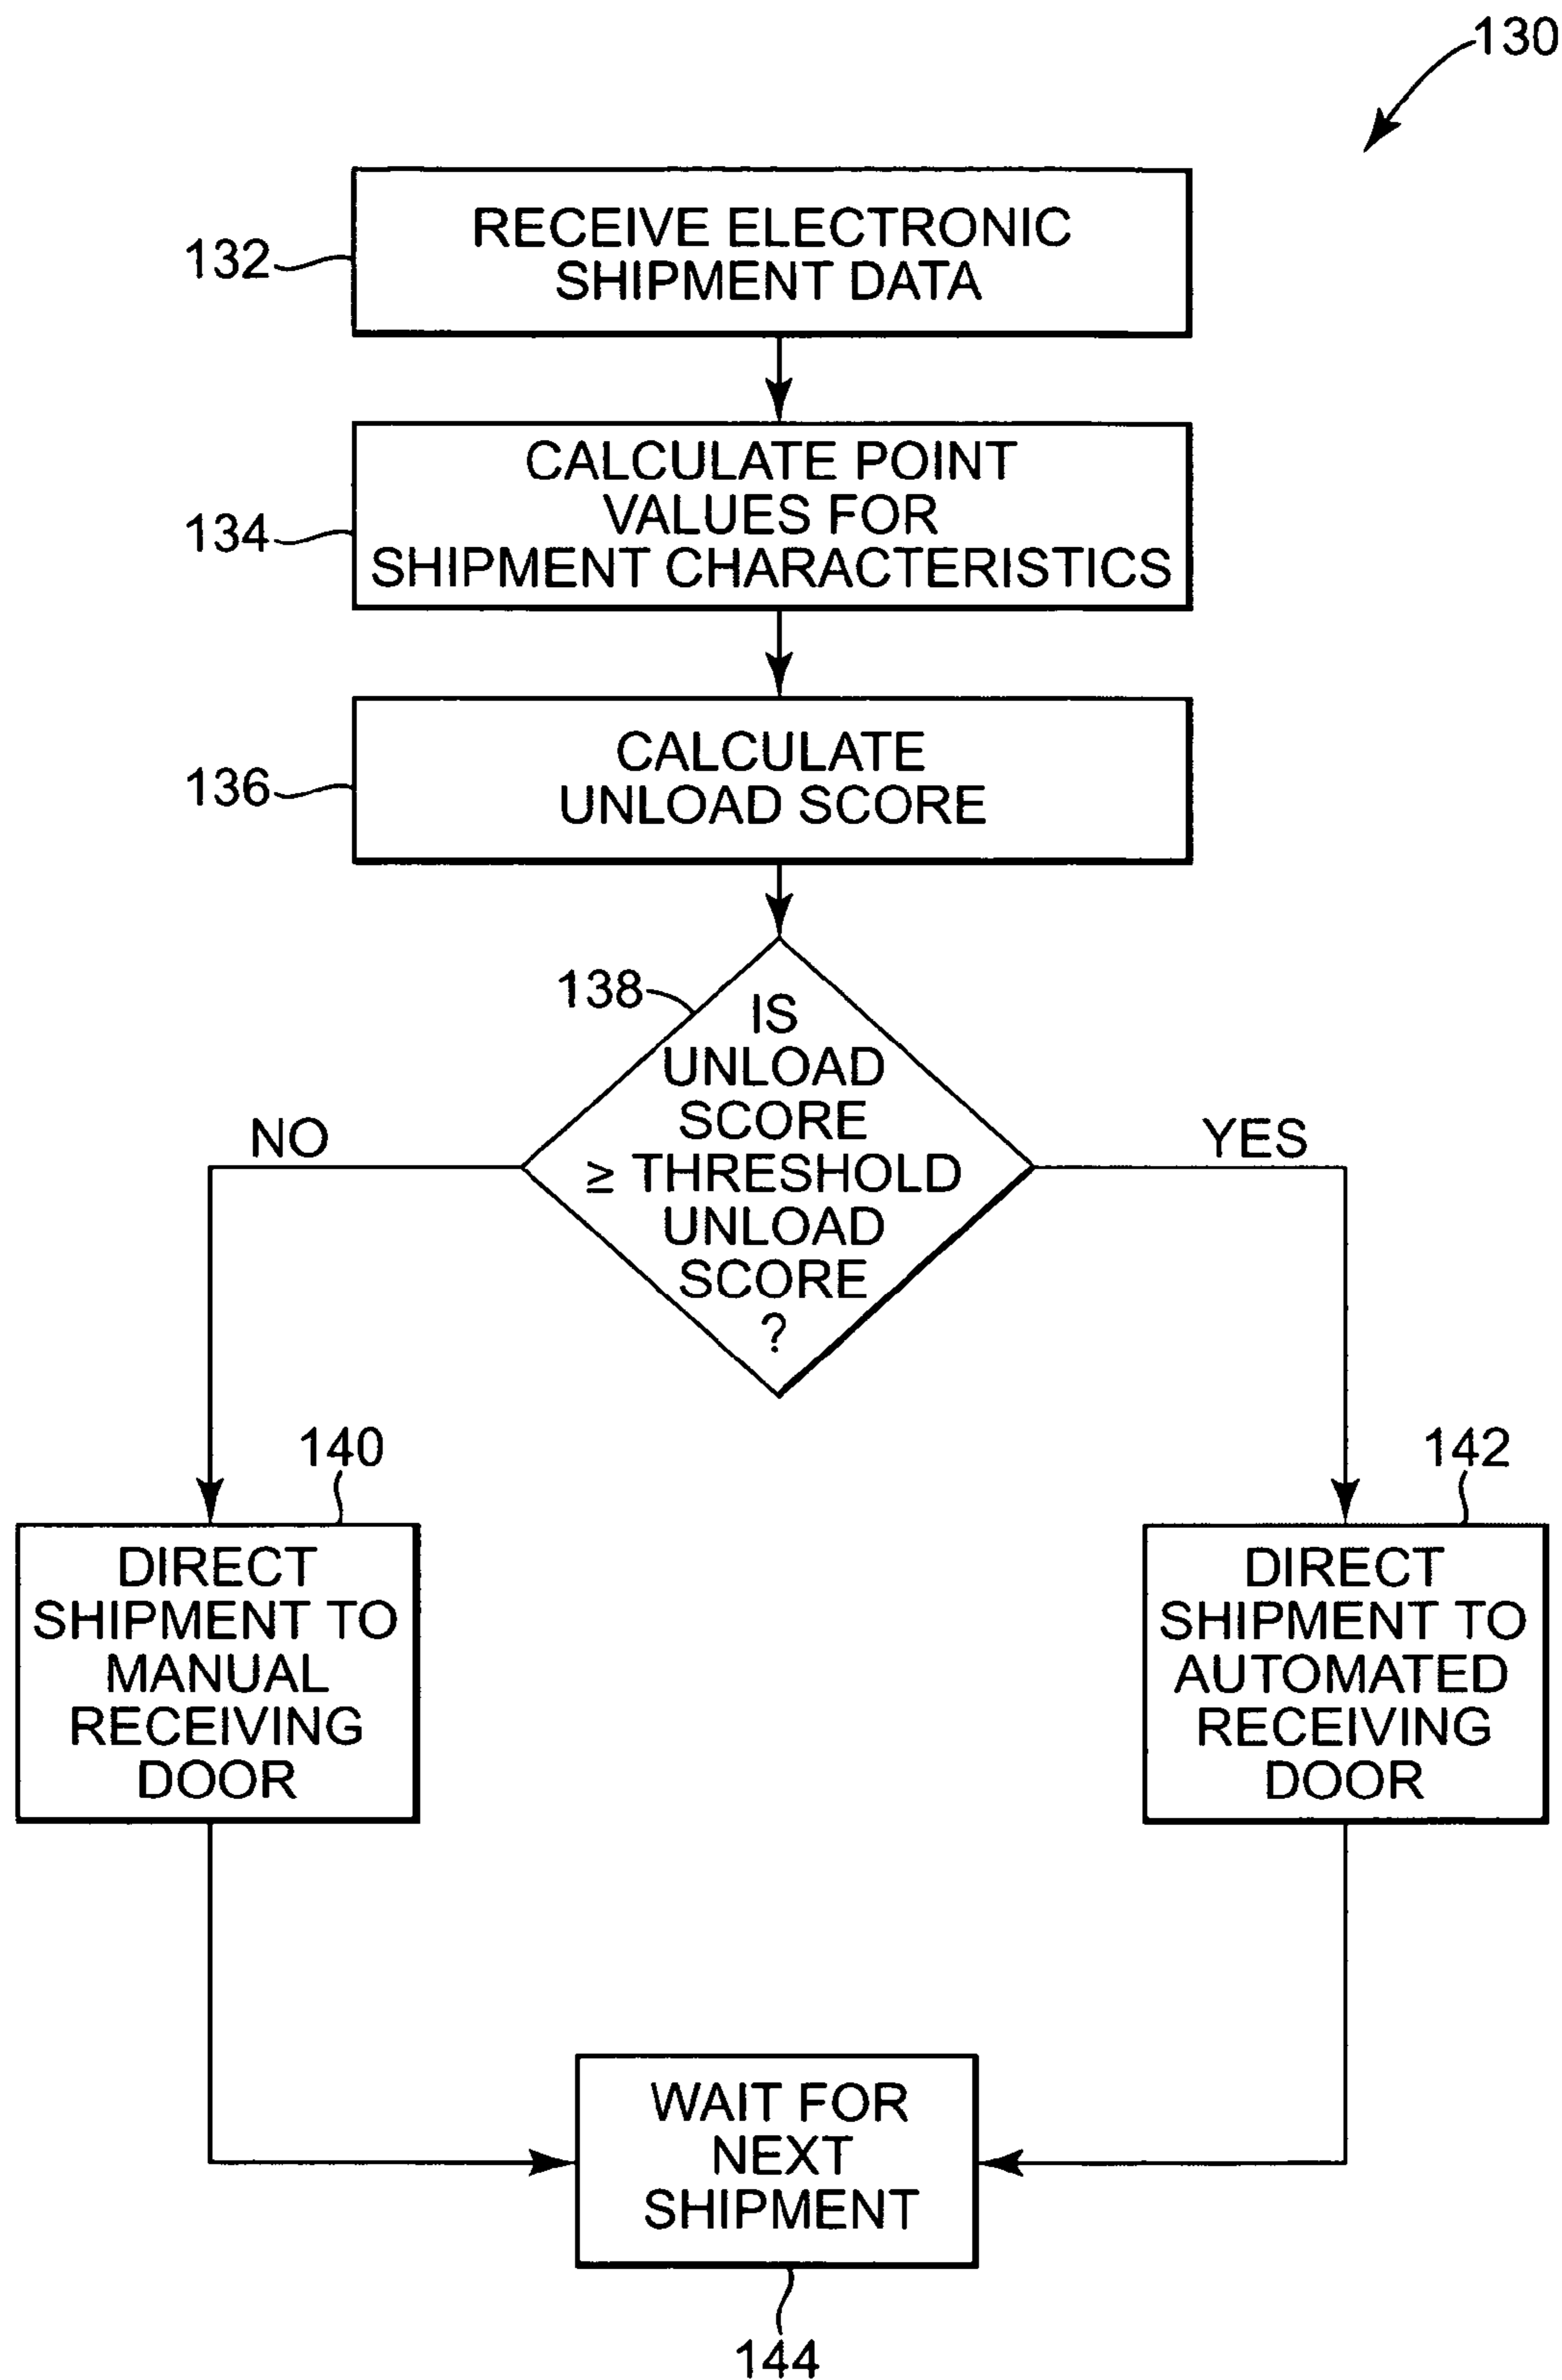 130
RECEIVE ELECTRONIC
SHIPMENT DATA
132
CALCULATE POINT
VALUES FOR
SHIPMENT CHARACTERISTICS
134
CALCULATE
UNLOAD SCORE
136
138
IS
UNLOAD
SCORE
≥ THRESHOLD
UNLOAD
SCORE
?
NO
YES
140
DIRECT
SHIPMENT TO
MANUAL
RECEIVING
DOOR
142
DIRECT
SHIPMENT TO
AUTOMATED
RECEIVING
DOOR
WAIT FOR
NEXT
SHIPMENT
144